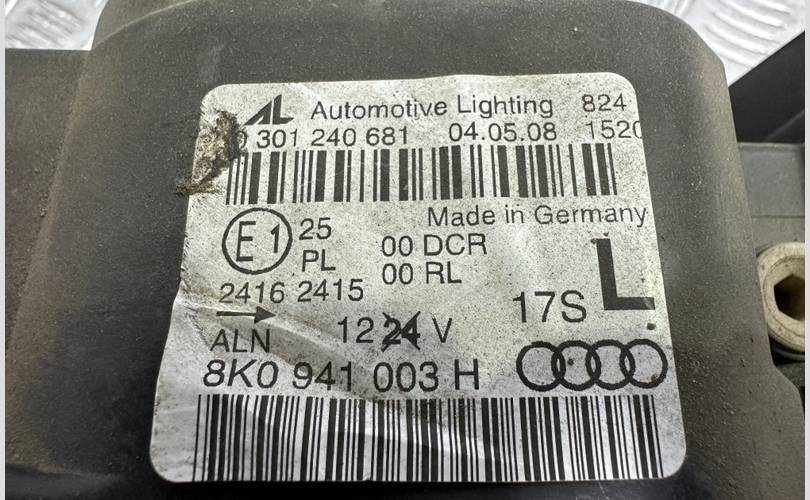 AL Automotive Lighting 824
301 240 681 04.05.08 1520
Made in Germany
E1 25 00 DCR
PL 00 RL
2416 2415
17S L
ALN 12 24 V
8K0 941 003 H